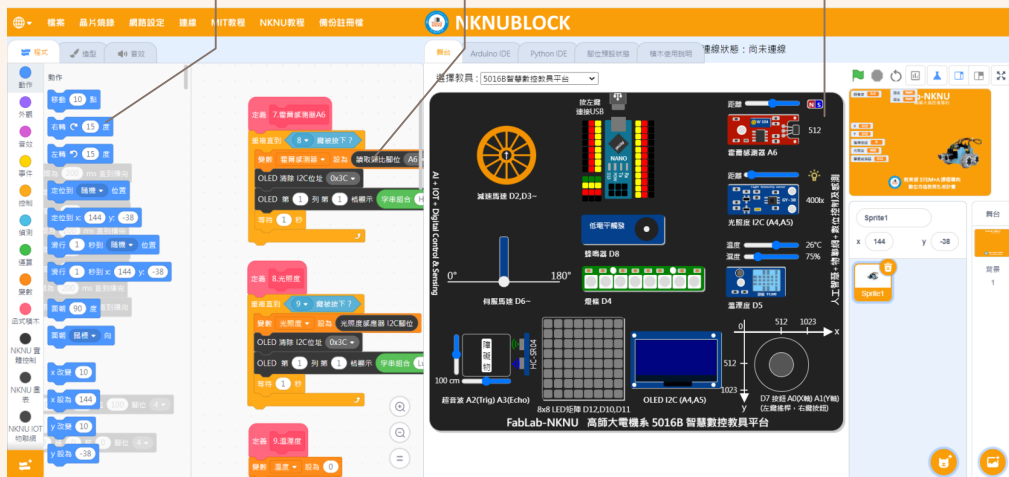 檔案 晶片燒錄 網路設定 連線 MIT教程 NKNU教程 備份註冊檔
NKNUBLOCK
程式 造型 音效
舞台 Arduino IDE Python IDE 腳位預設狀態 積木使用說明 連線狀態：尚未連線
選擇教具 : 5016B智慧數控教具平台
動作
外觀
音效
事件
控制
偵測
運算
變數
函式積木
NKNU 實體控制
NKNU 圖表
NKNU IOT 物聯網
動作
移動 10 點
右轉 15 度
左轉 15 度
定位到 隨機 位置
定位到 x: 144 y: -38
滑行 1 秒到 隨機 位置
滑行 1 秒到 x: 144 y: -38
面朝 90 度
面朝 鼠標 向
x 改變 10
x 設為 144
y 改變 10
y 設為 -38
定義 7.霍爾感測器A6
重複直到 8 鍵被按下？
變數 霍爾感測器 設為 讀取類比腳位 A6
OLED 清除 I2C位址 0x3C
OLED 第 1 列 第 1 格顯示 字串組合 H
等待 1 秒
定義 8.光照度
重複直到 9 鍵被按下？
變數 光照度 設為 光照度感應器 I2C腳位
OLED 清除 I2C位址 0x3C
OLED 第 1 列 第 1 格顯示 字串組合 Lu
等待 1 秒
定義 9.溫溼度
變數 溫度 設為 0
按左鍵
連接USB
NANO
減速馬達 D2,D3~
低電平觸發
蜂鳴器 D8
0° 180°
伺服馬達 D6~
燈條 D4
距離 N S
512
霍爾感測器 A6
距離
400lx
光照度 I2C (A4,A5)
溫度 26°C
濕度 75%
溫溼度 D5
AI + IOT + Digital Control & Sensing
人工智慧+物聯網+數位控制及感測
障礙物
HC-SR04
100 cm
超音波 A2(Trig) A3(Echo)
8x8 LED矩陣 D12,D10,D11
OLED I2C (A4,A5)
0 512 1023 x
512
1023
y
D7 按鈕 A0(X軸) A1(Y軸)
(左鍵搖桿，右鍵按鈕)
FabLab-NKNU 高師大電機系 5016B 智慧數控教具平台
Sprite1
x 144 y -38
Sprite1
舞台
背景
1